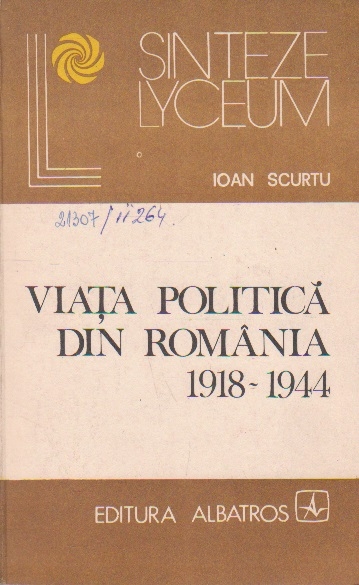 SINTEZE
LYCEUM
IOAN SCURTU
21307/II 264
VIAȚA POLITICĂ
DIN ROMÂNIA
1918-1944
EDITURA ALBATROS